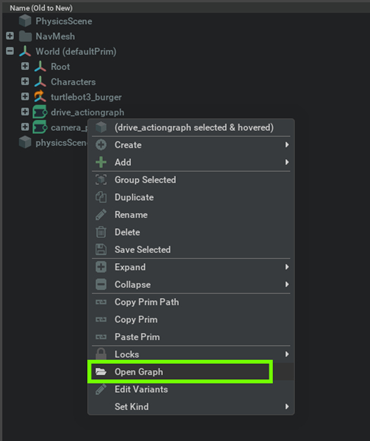 Name (Old to New)
PhysicsScene
NavMesh
World (defaultPrim)
Root
Characters
turtlebot3_burger
drive_actiongraph
camera_
physicsScen
(drive_actiongraph selected & hovered)
Create
Add
Group Selected
Duplicate
Rename
Delete
Save Selected
Expand
Collapse
Copy Prim Path
Copy Prim
Paste Prim
Locks
Open Graph
Edit Variants
Set Kind